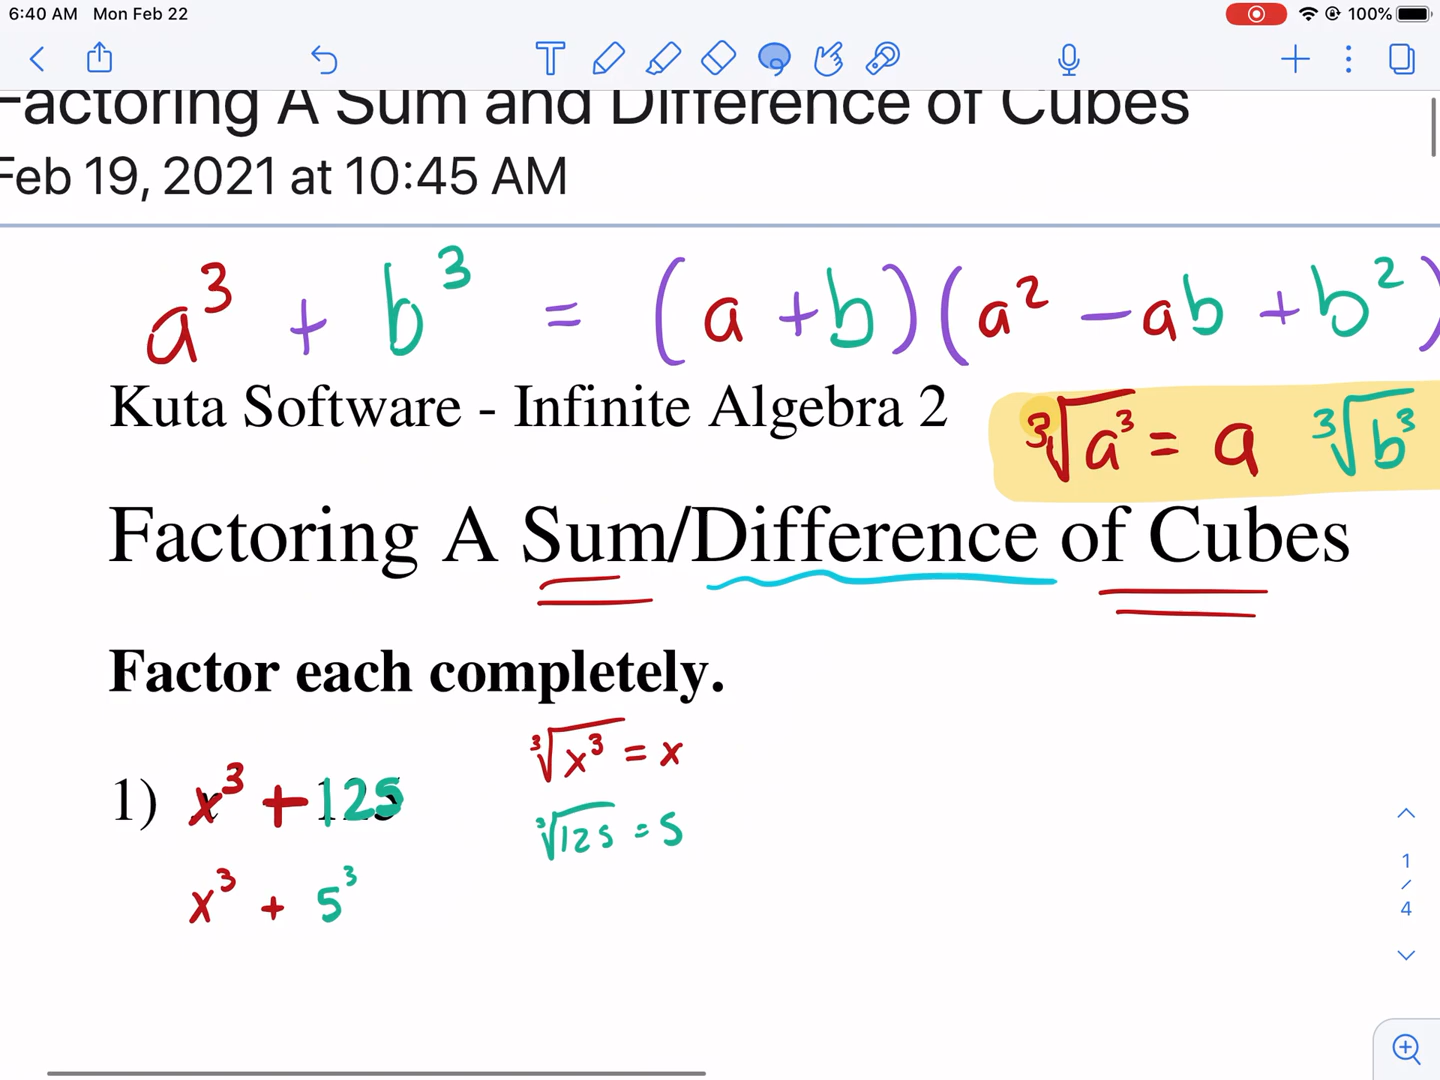 6:40 AM Mon Feb 22 100%
Factoring A Sum and Difference of Cubes
Feb 19, 2021 at 10:45 AM
a³ + b³ = (a + b)(a² - ab + b²)
Kuta Software - Infinite Algebra 2
∛a³ = a ∛b³
Factoring A Sum/Difference of Cubes
Factor each completely.
∛x³ = x
1) x³ + 125
∛125 = 5
x³ + 5³
1
/
4